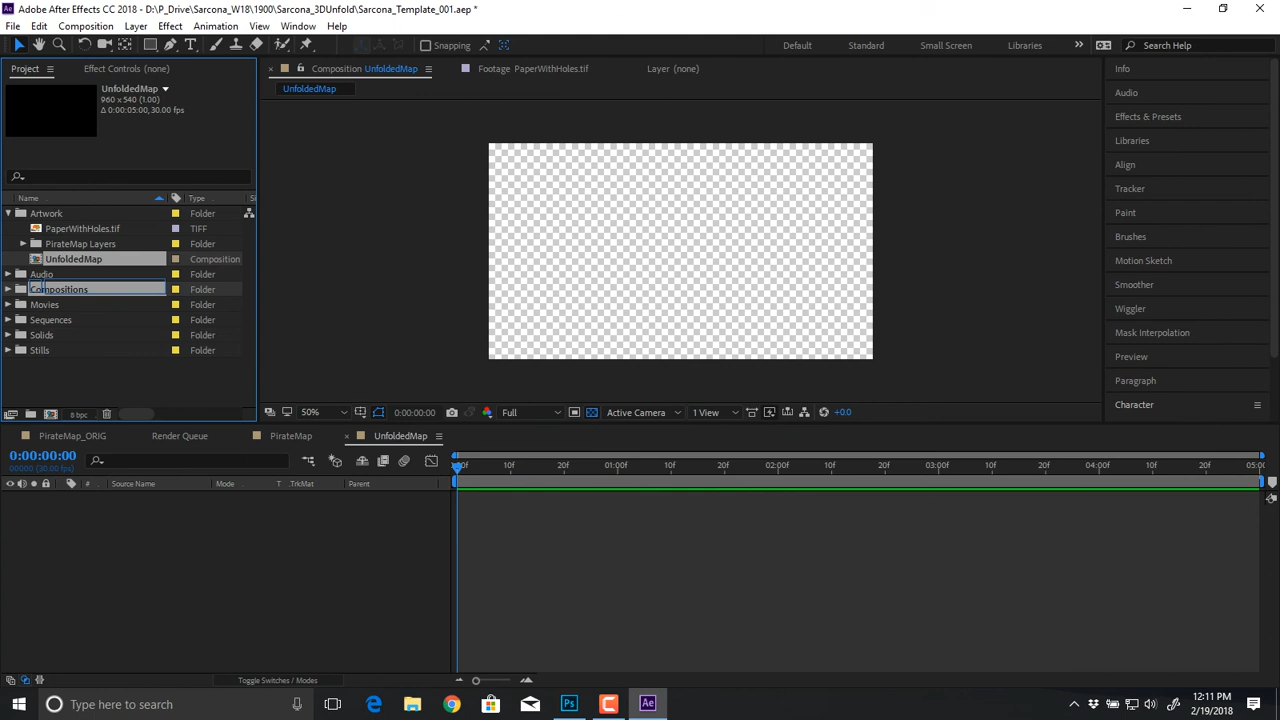 Adobe After Effects CC 2018 - D:\P_Drive\Sarcona_W18\1900\Sarcona_3DUnfold\Sarcona_Template_001.aep *
File Edit Composition Layer Effect Animation View Window Help
Snapping Default Standard Small Screen Libraries Search Help
Project Effect Controls (none) Composition UnfoldedMap Footage PaperWithHoles.tif Layer (none) Info
UnfoldedMap UnfoldedMap Audio
960 x 540 (1.00)
Δ 0:00:05:00, 30.00 fps
Effects & Presets
Libraries
Align
Tracker
Paint
Brushes
Motion Sketch
Smoother
Wiggler
Mask Interpolation
Preview
Paragraph
Character
Name Type Si
Artwork Folder
PaperWithHoles.tif TIFF
PirateMap Layers Folder
UnfoldedMap Composition
Audio Folder
Compositions Folder
Movies Folder
Sequences Folder
Solids Folder
Stills Folder
8 bpc 50% 0:00:00:00 Full Active Camera 1 View +0.0
PirateMap_ORIG Render Queue PirateMap UnfoldedMap
0:00:00:00
00000 (30.00 fps)
:00f 10f 20f 01:00f 10f 20f 02:00f 10f 20f 03:00f 10f 20f 04:00f 10f 20f 05:00
# Source Name Mode T .TrkMat Parent
Toggle Switches / Modes
Type here to search Ps Ae 12:11 PM
2/19/2018